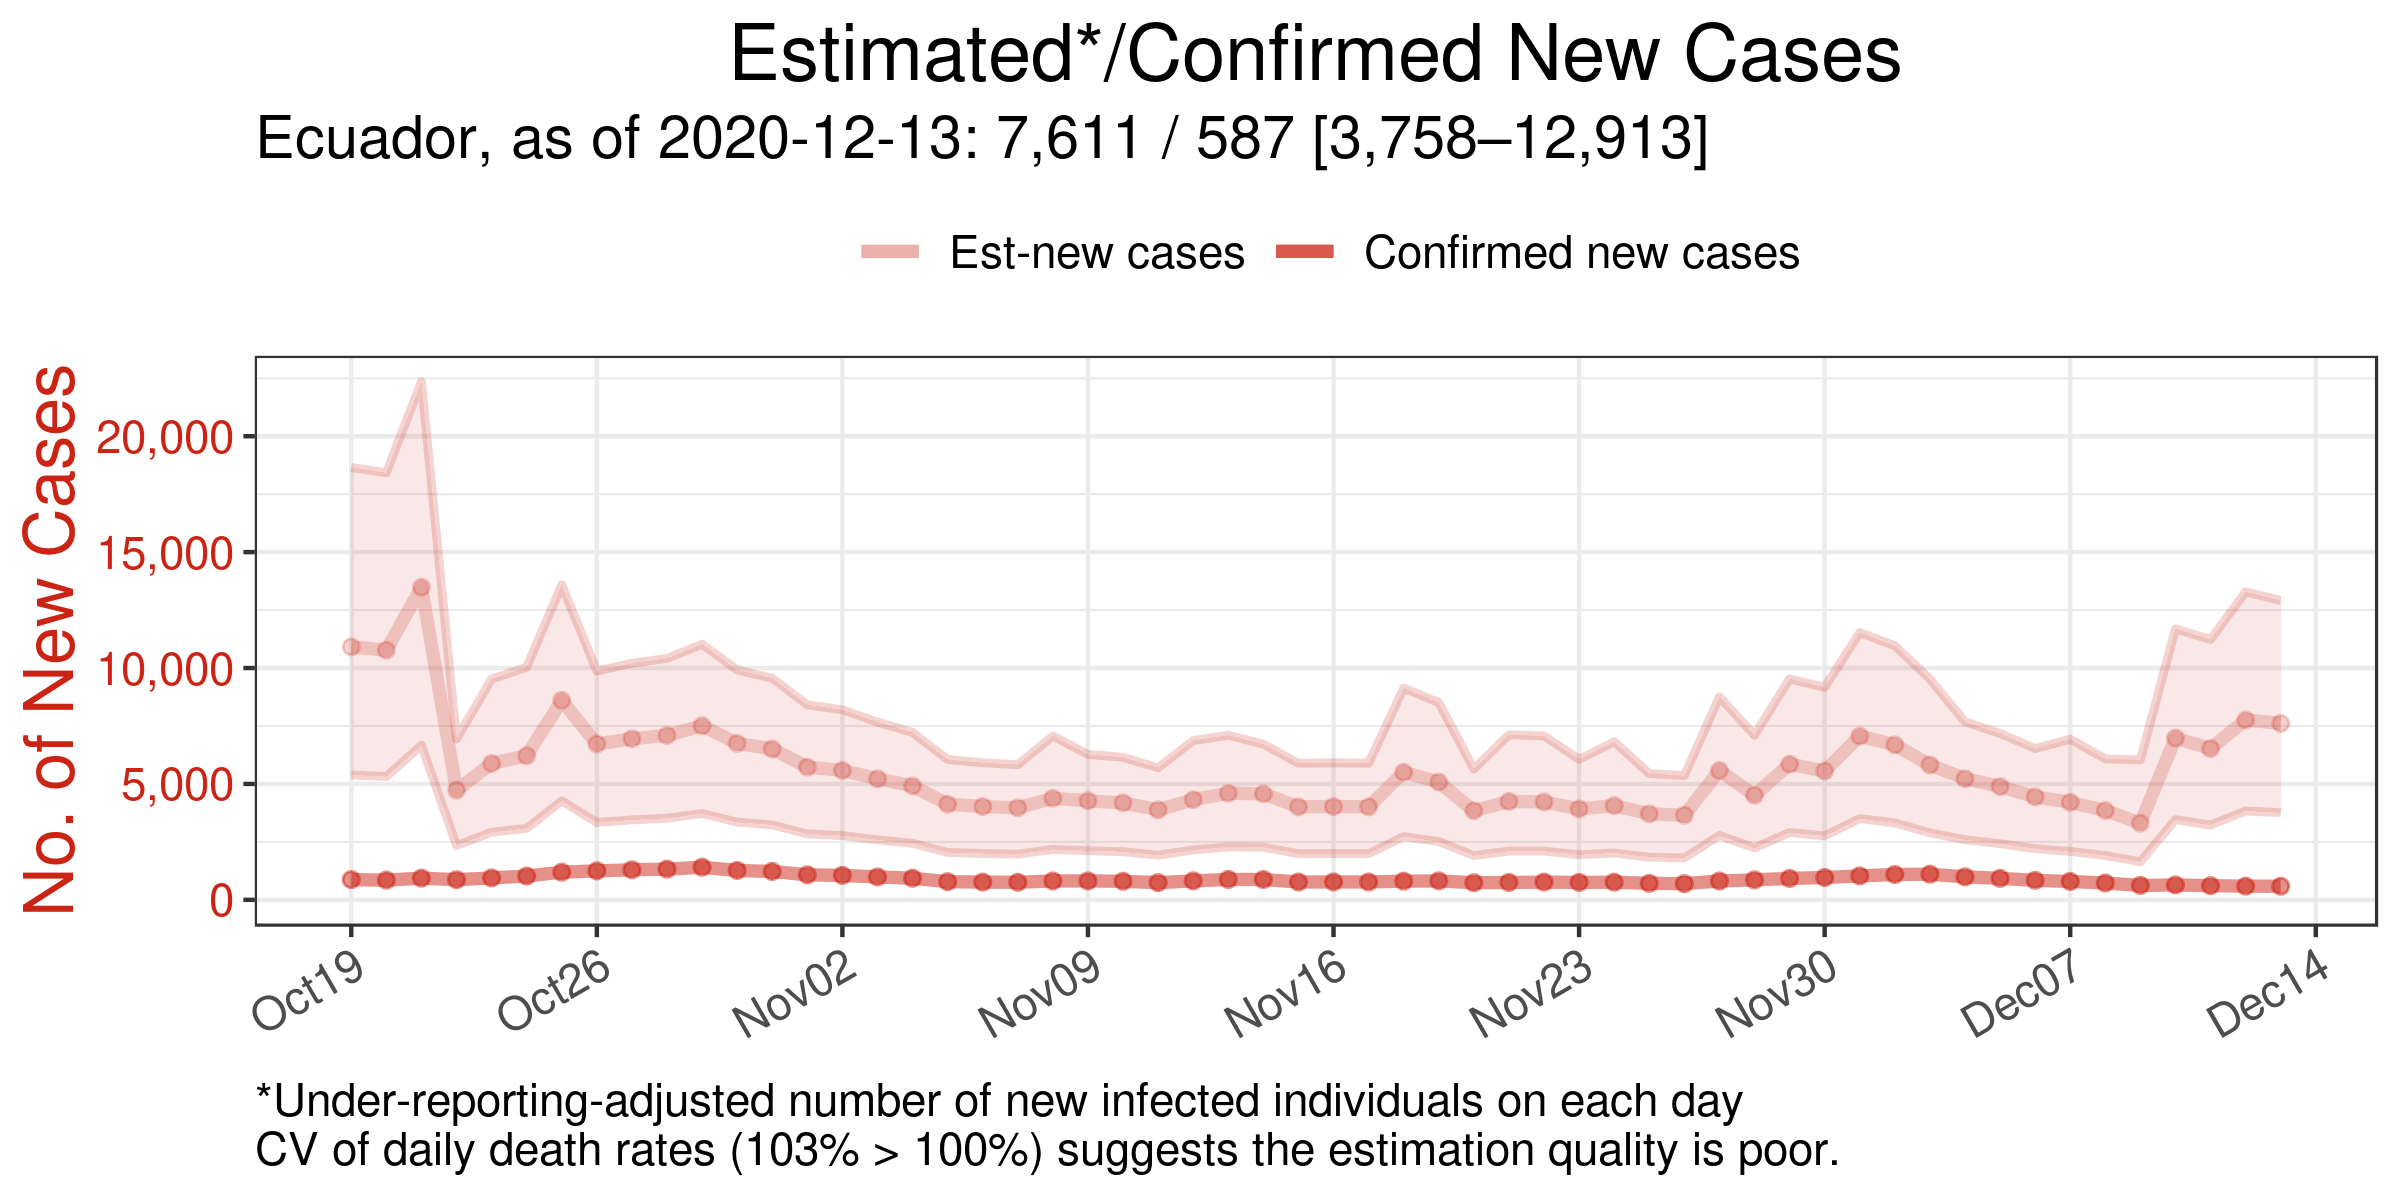 Estimated*/Confirmed New Cases
Ecuador, as of 2020-12-13: 7,611 / 587 [3,758–12,913]
Est-new cases
Confirmed new cases
No. of New Cases
20,000
15,000
10,000
5,000
0
Oct19
Oct26
Nov02
Nov09
Nov16
Nov23
Nov30
Dec07
Dec14
*Under-reporting-adjusted number of new infected individuals on each day
CV of daily death rates (103% > 100%) suggests the estimation quality is poor.